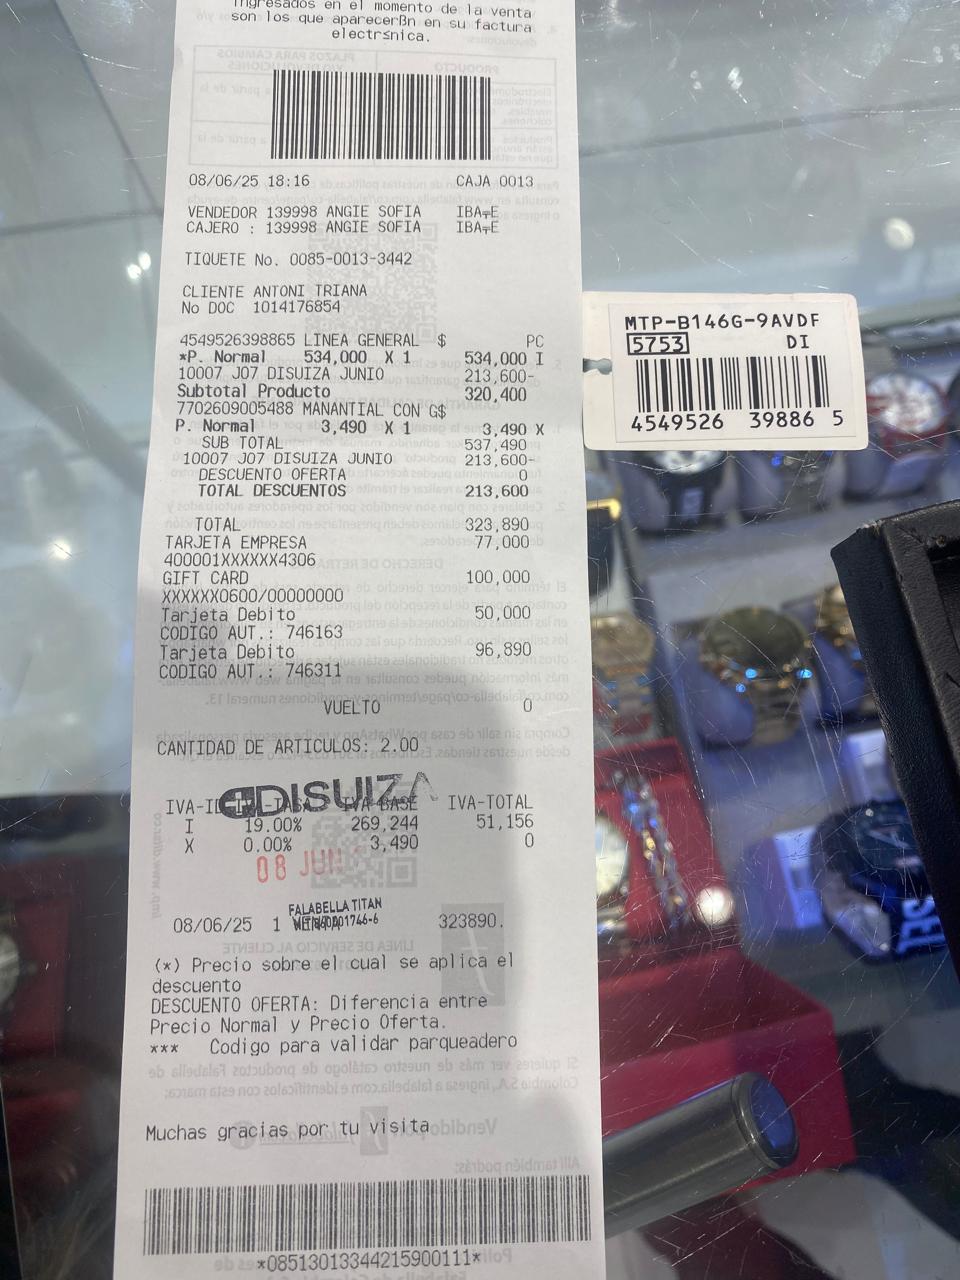 Ingresados en el momento de la venta
son los que aparecerßn en su factura
electrsnica.
08/06/25 18:16 CAJA 0013
VENDEDOR 139998 ANGIE SOFIA IBA╤E
CAJERO : 139998 ANGIE SOFIA IBA╤E
TIQUETE No. 0085-0013-3442
CLIENTE ANTONI TRIANA
No DOC 1014176854
4549526398865 LINEA GENERAL $ PC
*P. Normal 534,000 X 1 534,000 I
10007 J07 DISUIZA JUNIO 213,600-
Subtotal Producto 320,400
7702609005488 MANANTIAL CON G$
P. Normal 3,490 X 1 3,490 X
SUB TOTAL 537,490
10007 J07 DISUIZA JUNIO 213,600-
DESCUENTO OFERTA 0
TOTAL DESCUENTOS 213,600
TOTAL 323,890
TARJETA EMPRESA 77,000
400001XXXXXX4306
GIFT CARD 100,000
XXXXXX0600/00000000
Tarjeta Debito 50,000
CODIGO AUT.: 746163
Tarjeta Debito 96,890
CODIGO AUT.: 746311
VUELTO 0
CANTIDAD DE ARTICULOS: 2.00
DISUIZA
IVA-ID IVA-TASA IVA-BASE IVA-TOTAL
I 19.00% 269,244 51,156
X 0.00% 3,490 0
08 JUN
FALABELLA TITAN
08/06/25 1 323890.
(*) Precio sobre el cual se aplica el
descuento
DESCUENTO OFERTA: Diferencia entre
Precio Normal y Precio Oferta.
*** Codigo para validar parqueadero
Muchas gracias por tu visita
*08513013344215900111*
MTP-B146G-9AVDF
5753 DI
4549526 39886 5